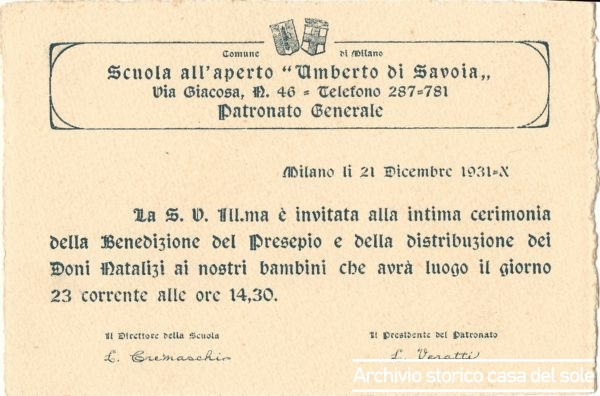 Comune di Milano
Scuola all'aperto "Umberto di Savoia„
Via Giacosa, N. 46 = Telefono 287=781
Patronato Generale
Milano li 21 Dicembre 1931=X
La S. V. Ill.ma è invitata alla intima cerimonia
della Benedizione del Presepio e della distribuzione dei
Doni Natalizi ai nostri bambini che avrà luogo il giorno
23 corrente alle ore 14,30.
Il Direttore della Scuola
L. Cremaschi
Il Presidente del Patronato
L. Veratti
Archivio storico casa del sole